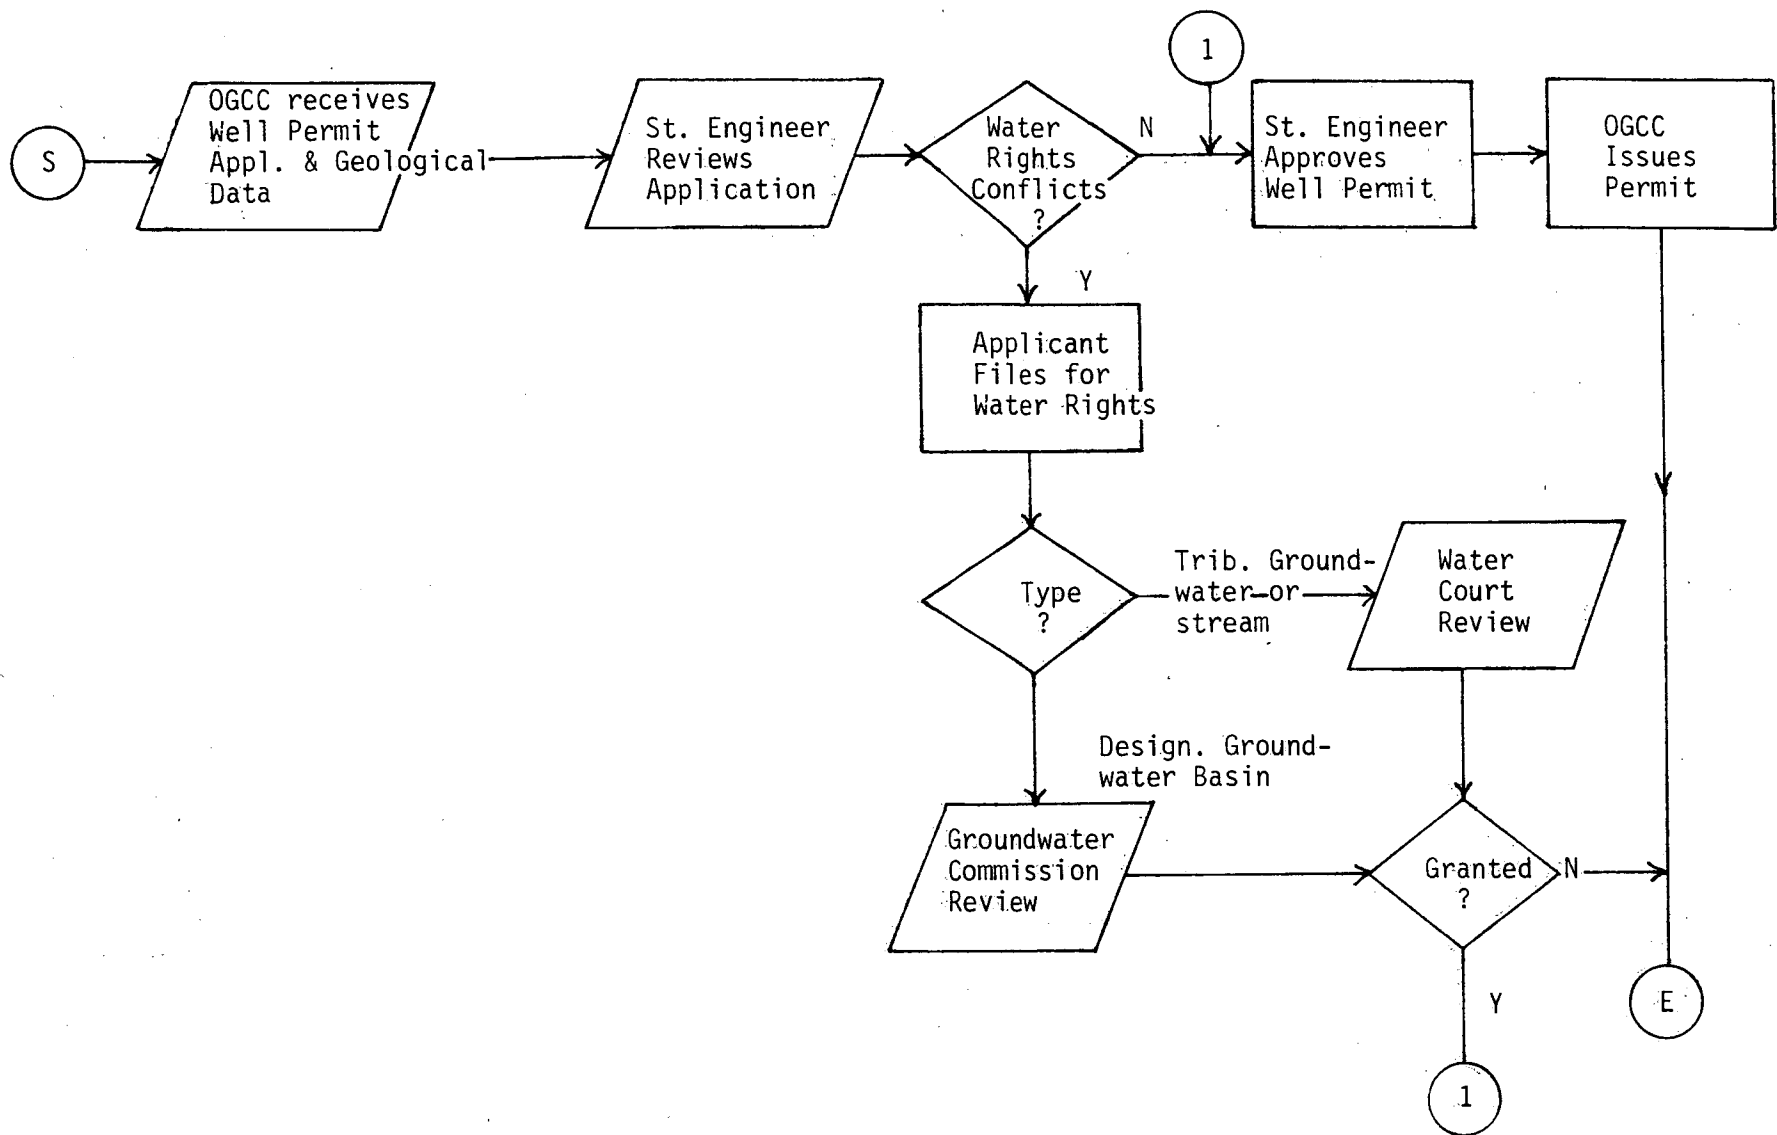 1
S
OGCC receives
Well Permit
Appl. & Geological
Data
St. Engineer
Reviews
Application
Water
Rights
Conflicts
?
N
St. Engineer
Approves
Well Permit
OGCC
Issues
Permit
Y
Applicant
Files for
Water Rights
Type
?
Trib. Ground-
water or
stream
Water
Court
Review
Design. Ground-
water Basin
Groundwater
Commission
Review
Granted
?
N
Y
E
1